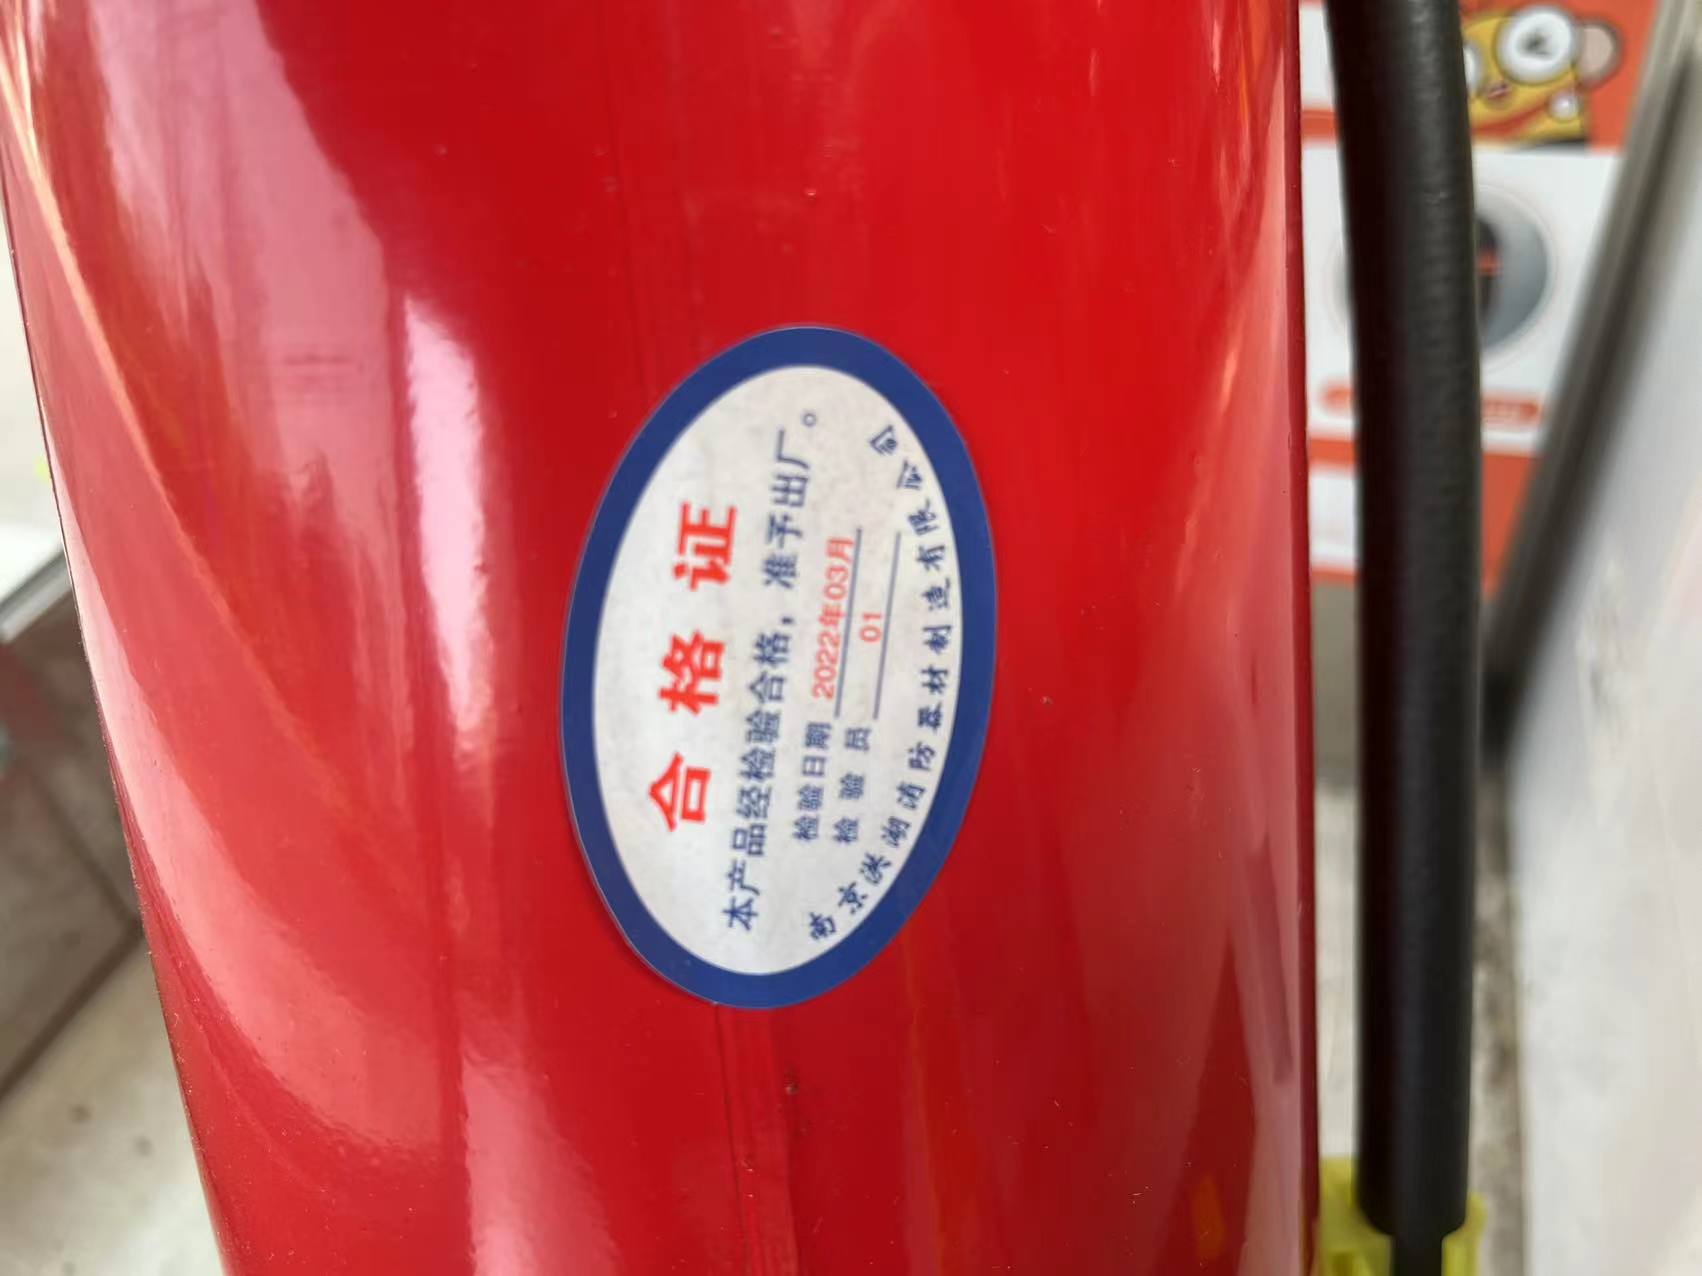 合格证
本产品经检验合格，准予出厂。
检验日期 2022年03月
检验员 01
南京洪湖消防器材制造有限公司